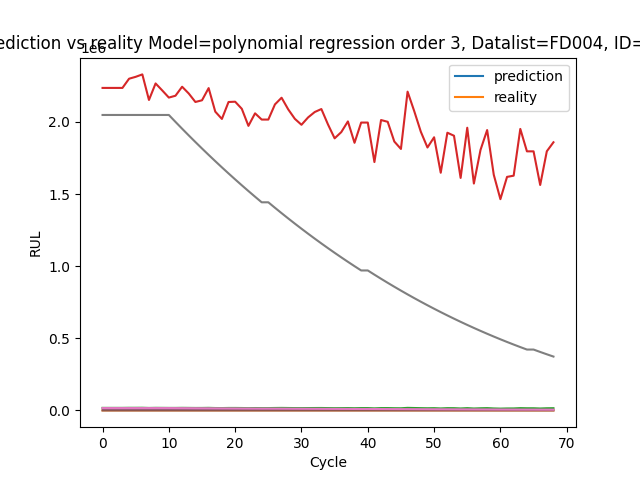 ediction vs reality Model=polynomial regression order 3, Datalist=FD004, ID=
1e6
prediction
reality
2.0
1.5
1.0
0.5
0.0
RUL
0 10 20 30 40 50 60 70
Cycle